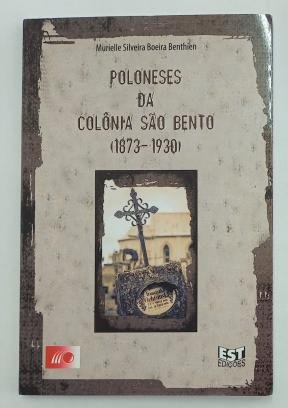 Murielle Silveira Boeira Benthien
POLONESES
DA
COLÔNIA SÃO BENTO
(1873-1930)
EST
EDIÇÕES